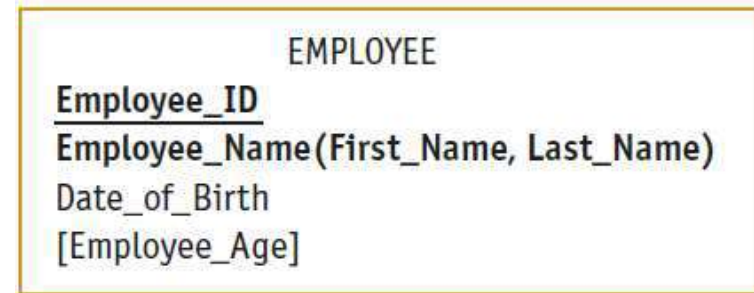 EMPLOYEE
Employee_ID
Employee_Name(First_Name, Last_Name)
Date_of_Birth
[Employee_Age]